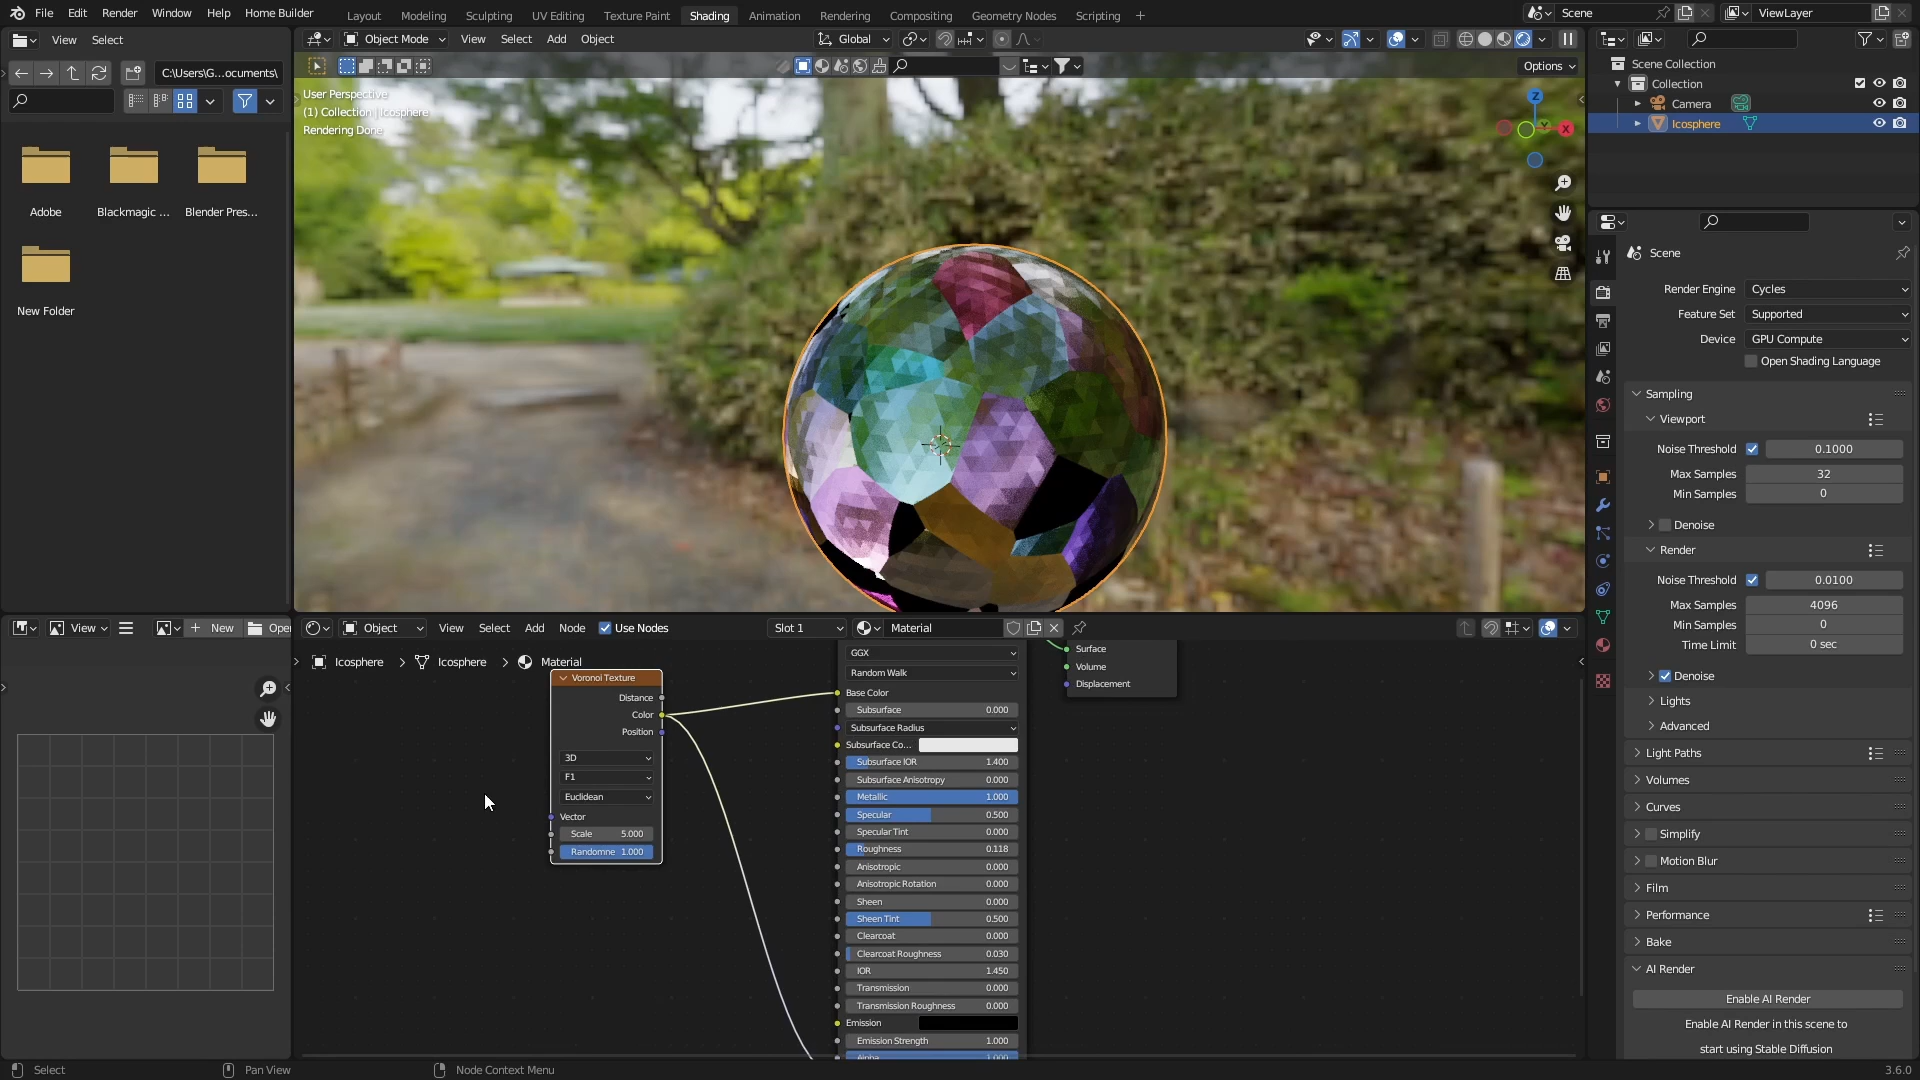 File Edit Render Window Help Home Builder
Layout Modeling Sculpting UV Editing Texture Paint Shading Animation Rendering Compositing Geometry Nodes Scripting +
Scene
ViewLayer
View Select
C:\Users\G...ocuments\
Adobe
Blackmagic ...
Blender Pres...
New Folder
Object Mode View Select Add Object
Global
Options
User Perspective
(1) Collection | Icosphere
Rendering Done
Z
Y
X
Scene Collection
Collection
Camera
Icosphere
Scene
Render Engine Cycles
Feature Set Supported
Device GPU Compute
Open Shading Language
Sampling
Viewport
Noise Threshold 0.1000
Max Samples 32
Min Samples 0
Denoise
Render
Noise Threshold 0.0100
Max Samples 4096
Min Samples 0
Time Limit 0 sec
Denoise
Lights
Advanced
Light Paths
Volumes
Curves
Simplify
Motion Blur
Film
Performance
Bake
AI Render
Enable AI Render
Enable AI Render in this scene to
start using Stable Diffusion
View
New
Open
Object View Select Add Node Use Nodes
Slot 1
Material
Icosphere > Icosphere > Material
Voronoi Texture
Distance
Color
Position
3D
F1
Euclidean
Vector
Scale 5.000
Randomne 1.000
GGX
Random Walk
Base Color
Subsurface 0.000
Subsurface Radius
Subsurface Co...
Subsurface IOR 1.400
Subsurface Anisotropy 0.000
Metallic 1.000
Specular 0.500
Specular Tint 0.000
Roughness 0.118
Anisotropic 0.000
Anisotropic Rotation 0.000
Sheen 0.000
Sheen Tint 0.500
Clearcoat 0.000
Clearcoat Roughness 0.030
IOR 1.450
Transmission 0.000
Transmission Roughness 0.000
Emission
Emission Strength 1.000
Alpha 1.000
Surface
Volume
Displacement
Select
Pan View
Node Context Menu
3.6.0